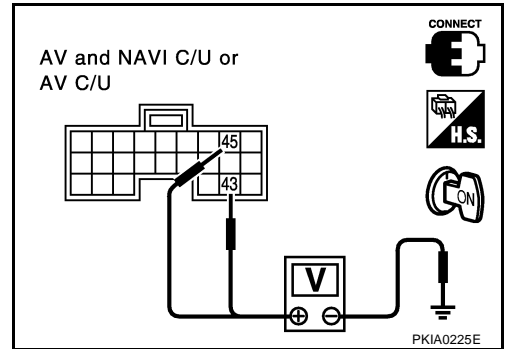 CONNECT
AV and NAVI C/U or
AV C/U
45
H.S.
43
ON
V
+ −
PKIA0225E